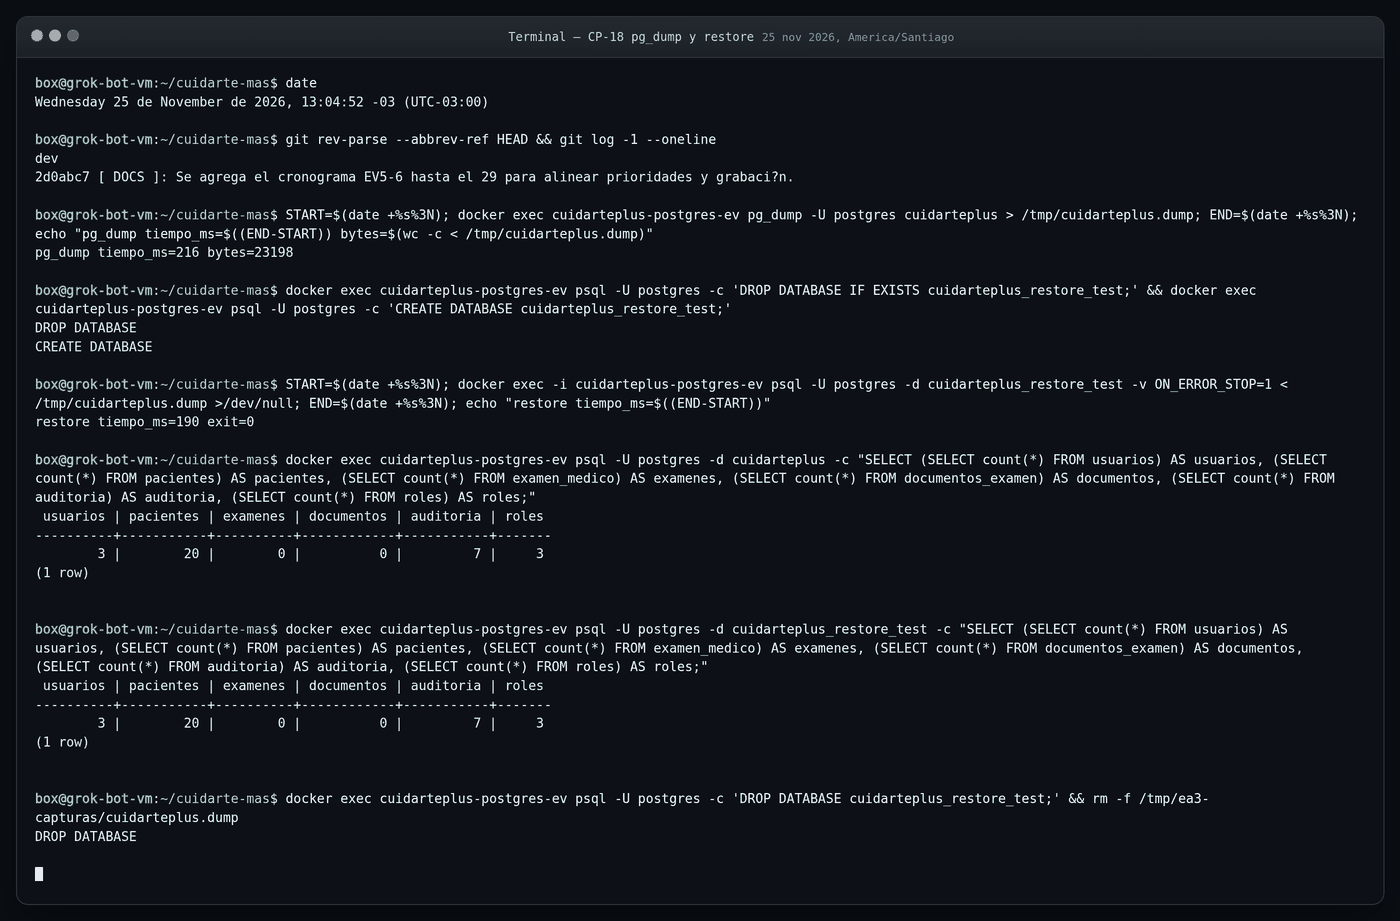 Terminal — CP-18 pg_dump y restore 25 nov 2026, America/Santiago
box@grok-bot-vm:~/cuidarte-mas$ date
Wednesday 25 de November de 2026, 13:04:52 -03 (UTC-03:00)
box@grok-bot-vm:~/cuidarte-mas$ git rev-parse --abbrev-ref HEAD && git log -1 --oneline
dev
2d0abc7 [ DOCS ]: Se agrega el cronograma EV5-6 hasta el 29 para alinear prioridades y grabaci?n.
box@grok-bot-vm:~/cuidarte-mas$ START=$(date +%s%3N); docker exec cuidarteplus-postgres-ev pg_dump -U postgres cuidarteplus > /tmp/cuidarteplus.dump; END=$(date +%s%3N);
echo "pg_dump tiempo_ms=$((END-START)) bytes=$(wc -c < /tmp/cuidarteplus.dump)"
pg_dump tiempo_ms=216 bytes=23198
box@grok-bot-vm:~/cuidarte-mas$ docker exec cuidarteplus-postgres-ev psql -U postgres -c 'DROP DATABASE IF EXISTS cuidarteplus_restore_test;' && docker exec
cuidarteplus-postgres-ev psql -U postgres -c 'CREATE DATABASE cuidarteplus_restore_test;'
DROP DATABASE
CREATE DATABASE
box@grok-bot-vm:~/cuidarte-mas$ START=$(date +%s%3N); docker exec -i cuidarteplus-postgres-ev psql -U postgres -d cuidarteplus_restore_test -v ON_ERROR_STOP=1 <
/tmp/cuidarteplus.dump >/dev/null; END=$(date +%s%3N); echo "restore tiempo_ms=$((END-START))"
restore tiempo_ms=190 exit=0
box@grok-bot-vm:~/cuidarte-mas$ docker exec cuidarteplus-postgres-ev psql -U postgres -d cuidarteplus -c "SELECT (SELECT count(*) FROM usuarios) AS usuarios, (SELECT
count(*) FROM pacientes) AS pacientes, (SELECT count(*) FROM examen_medico) AS examenes, (SELECT count(*) FROM documentos_examen) AS documentos, (SELECT count(*) FROM
auditoria) AS auditoria, (SELECT count(*) FROM roles) AS roles;"
 usuarios | pacientes | examenes | documentos | auditoria | roles
----------+-----------+----------+------------+-----------+-------
        3 |        20 |        0 |          0 |         7 |     3
(1 row)
box@grok-bot-vm:~/cuidarte-mas$ docker exec cuidarteplus-postgres-ev psql -U postgres -d cuidarteplus_restore_test -c "SELECT (SELECT count(*) FROM usuarios) AS
usuarios, (SELECT count(*) FROM pacientes) AS pacientes, (SELECT count(*) FROM examen_medico) AS examenes, (SELECT count(*) FROM documentos_examen) AS documentos,
(SELECT count(*) FROM auditoria) AS auditoria, (SELECT count(*) FROM roles) AS roles;"
 usuarios | pacientes | examenes | documentos | auditoria | roles
----------+-----------+----------+------------+-----------+-------
        3 |        20 |        0 |          0 |         7 |     3
(1 row)
box@grok-bot-vm:~/cuidarte-mas$ docker exec cuidarteplus-postgres-ev psql -U postgres -c 'DROP DATABASE cuidarteplus_restore_test;' && rm -f /tmp/ea3-
capturas/cuidarteplus.dump
DROP DATABASE